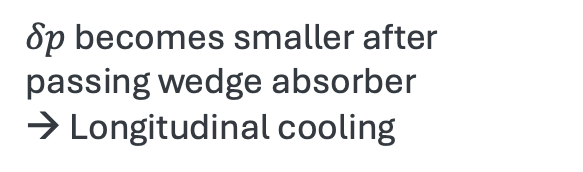 δp becomes smaller after
passing wedge absorber
→ Longitudinal cooling